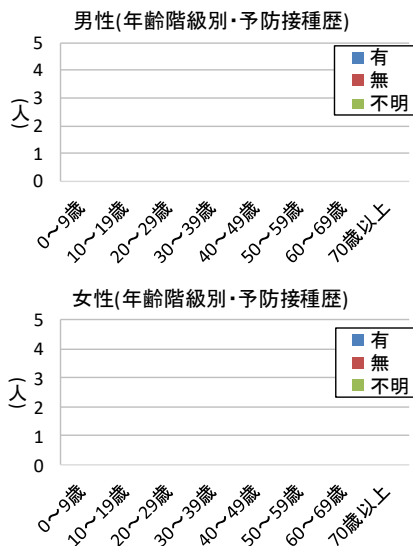 男性(年齢階級別・予防接種歴)
5
4
3
2
1
0
(人)
有
無
不明
0〜9歳
10〜19歳
20〜29歳
30〜39歳
40〜49歳
50〜59歳
60〜69歳
70歳以上
女性(年齢階級別・予防接種歴)
5
4
3
2
1
0
(人)
有
無
不明
0〜9歳
10〜19歳
20〜29歳
30〜39歳
40〜49歳
50〜59歳
60〜69歳
70歳以上